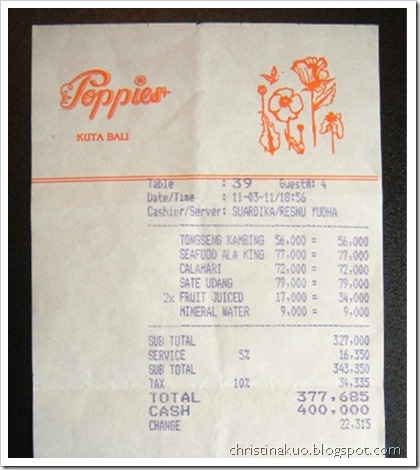 Poppies
KUTA BALI
Table : 39 Guest#: 4
Date/Time : 11-03-11/18:56
Cashier/Server: SUARDIKA/RESNU YUDHA
TONGSENG KAMBING 56,000 = 56,000
SEAFOOD ALA KING 77,000 = 77,000
CALAMARI 72,000 = 72,000
SATE UDANG 79,000 = 79,000
2x FRUIT JUICED 17,000 = 34,000
MINERAL WATER 9,000 = 9,000
SUB TOTAL 327,000
SERVICE 5% 16,350
SUB TOTAL 343,350
TAX 10% 34,335
TOTAL 377,685
CASH 400,000
CHANGE 22,315
christinakuo.blogspot.com